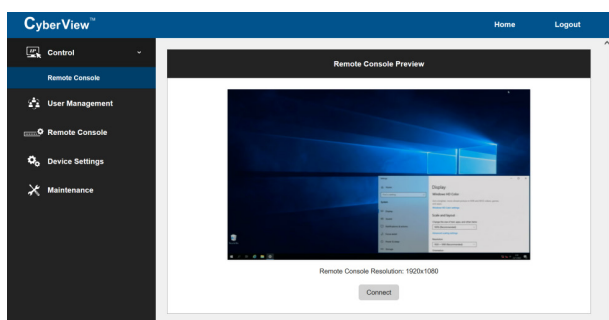 CyberView™
Home
Logout
Control
Remote Console
User Management
Remote Console
Device Settings
Maintenance
Remote Console Preview
Display
Remote Console Resolution: 1920x1080
Connect